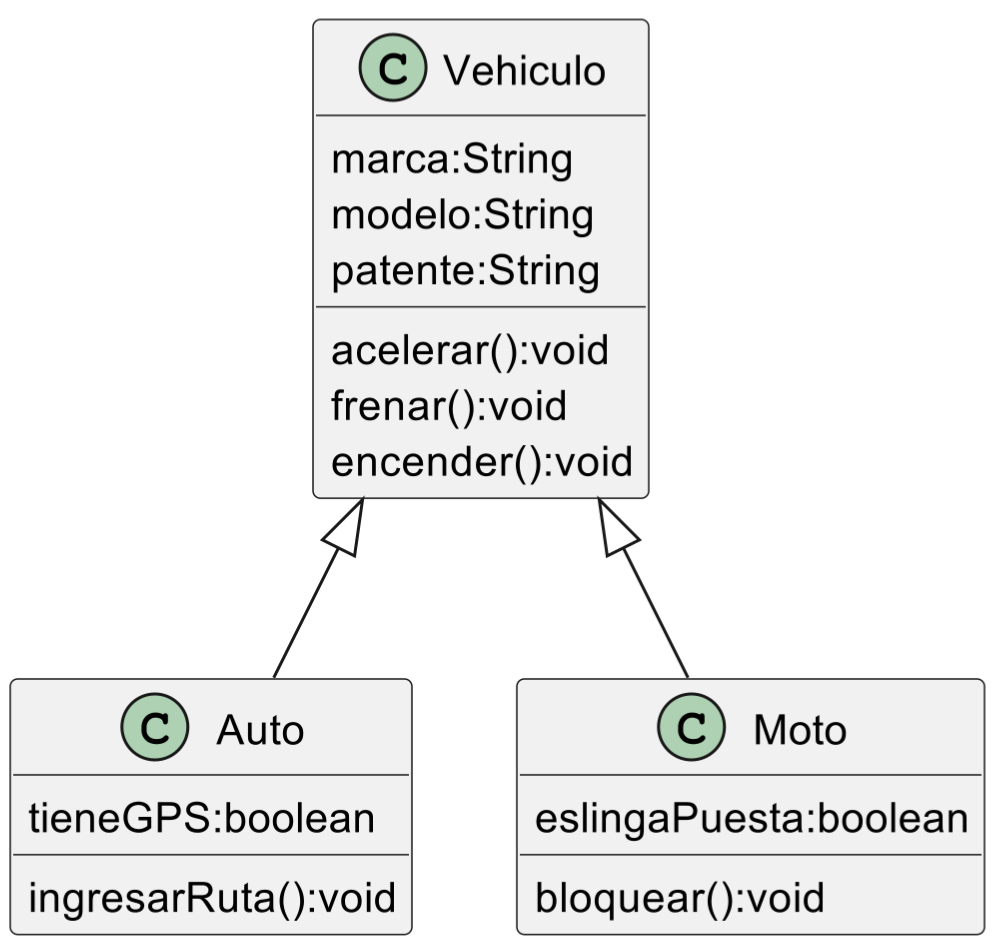 C Vehiculo
marca:String
modelo:String
patente:String
acelerar():void
frenar():void
encender():void
C Auto
tieneGPS:boolean
ingresarRuta():void
C Moto
eslingaPuesta:boolean
bloquear():void